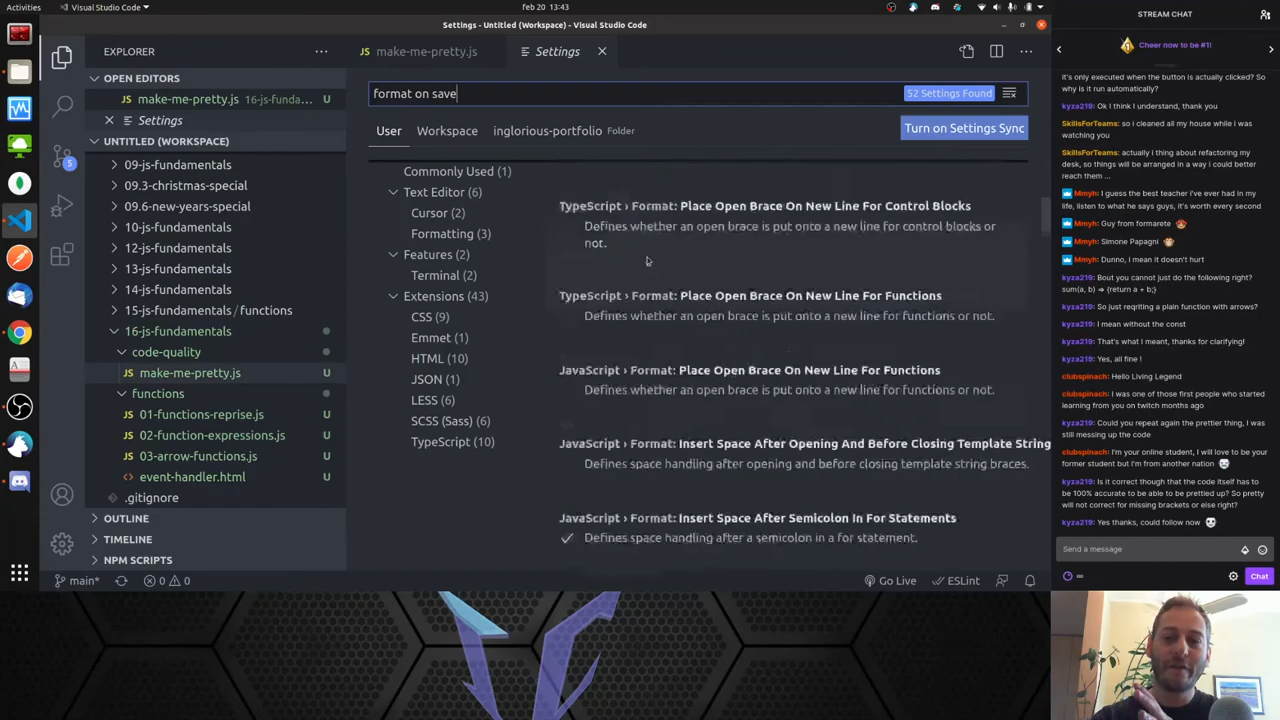 Activities
Visual Studio Code
feb 20 13:43
Settings - Untitled (Workspace) - Visual Studio Code
EXPLORER
OPEN EDITORS
make-me-pretty.js 16-js-funda... U
Settings
UNTITLED (WORKSPACE)
09-js-fundamentals
09.3-christmas-special
09.6-new-years-special
10-js-fundamentals
12-js-fundamentals
13-js-fundamentals
14-js-fundamentals
15-js-fundamentals / functions
16-js-fundamentals
code-quality
make-me-pretty.js U
functions
01-functions-reprise.js U
02-function-expressions.js U
03-arrow-functions.js U
event-handler.html U
.gitignore
OUTLINE
TIMELINE
NPM SCRIPTS
5
main*
0 0
make-me-pretty.js
Settings
format on save
52 Settings Found
User
Workspace
inglorious-portfolio Folder
Turn on Settings Sync
Commonly Used (1)
Text Editor (6)
Cursor (2)
Formatting (3)
Features (2)
Terminal (2)
Extensions (43)
CSS (9)
Emmet (1)
HTML (10)
JSON (1)
LESS (6)
SCSS (Sass) (6)
TypeScript (10)
TypeScript › Format: Place Open Brace On New Line For Control Blocks
Defines whether an open brace is put onto a new line for control blocks or
not.
TypeScript › Format: Place Open Brace On New Line For Functions
Defines whether an open brace is put onto a new line for functions or not.
JavaScript › Format: Place Open Brace On New Line For Functions
Defines whether an open brace is put onto a new line for functions or not.
JavaScript › Format: Insert Space After Opening And Before Closing Template String
Defines space handling after opening and before closing template string braces.
JavaScript › Format: Insert Space After Semicolon In For Statements
Defines space handling after a semicolon in a for statement.
Go Live
ESLint
STREAM CHAT
1
Cheer now to be #1!
it's only executed when the button is actually clicked? So
why is it run automatically?
kyza219: Ok I think I understand, thank you
SkillsForTeams: so i cleaned all my house while i was
watching you
SkillsForTeams: actually i thing about refactoring my
desk, so things will be arranged in a way i could better
reach them ...
Mmyh: I guess the best teacher i've ever had in my
life, listen to what he says guys, it's worth every second
Mmyh: Guy from formarete
Mmyh: Simone Papagni
Mmyh: Dunno, i mean it doesn't hurt
kyza219: Bout you cannot just do the following right?
sum(a, b) => {return a + b;}
kyza219: So just reqriting a plain function with arrows?
kyza219: I mean without the const
kyza219: That's what I meant, thanks for clarifying!
kyza219: Yes, all fine !
clubspinach: Hello Living Legend
clubspinach: I was one of those first people who started
learning from you on twitch months ago
kyza219: Could you repeat again the prettier thing, I was
still messing up the code
clubspinach: I'm your online student, I will love to be your
former student but I'm from another nation
kyza219: Is it correct though that the code itself has to
be 100% accurate to be able to be prettied up? So pretty
will not correct for missing brackets or else right?
kyza219: Yes thanks, could follow now
Send a message
∞
Chat